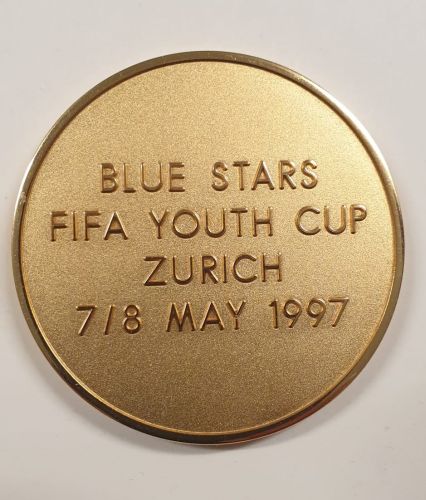 BLUE STARS
FIFA YOUTH CUP
ZURICH
7/8 MAY 1997